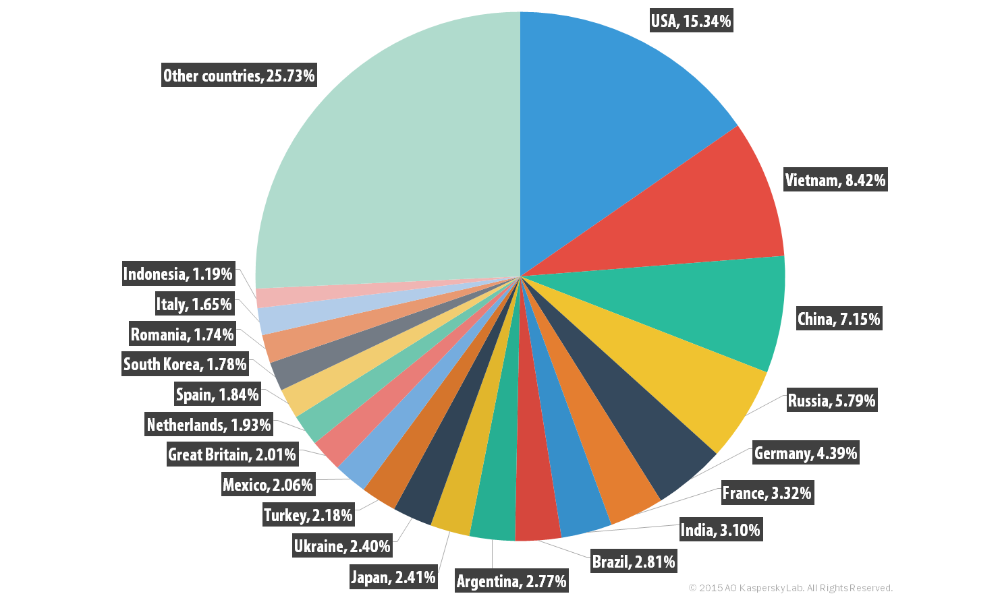 USA, 15.34%
Other countries, 25.73%
Vietnam, 8.42%
Indonesia, 1.19%
Italy, 1.65%
China, 7.15%
Romania, 1.74%
South Korea, 1.78%
Spain, 1.84%
Russia, 5.79%
Netherlands, 1.93%
Great Britain, 2.01%
Germany, 4.39%
Mexico, 2.06%
France, 3.32%
Turkey, 2.18%
India, 3.10%
Ukraine, 2.40%
Brazil, 2.81%
Japan, 2.41%
Argentina, 2.77%
© 2015 AO Kaspersky Lab. All Rights Reserved.